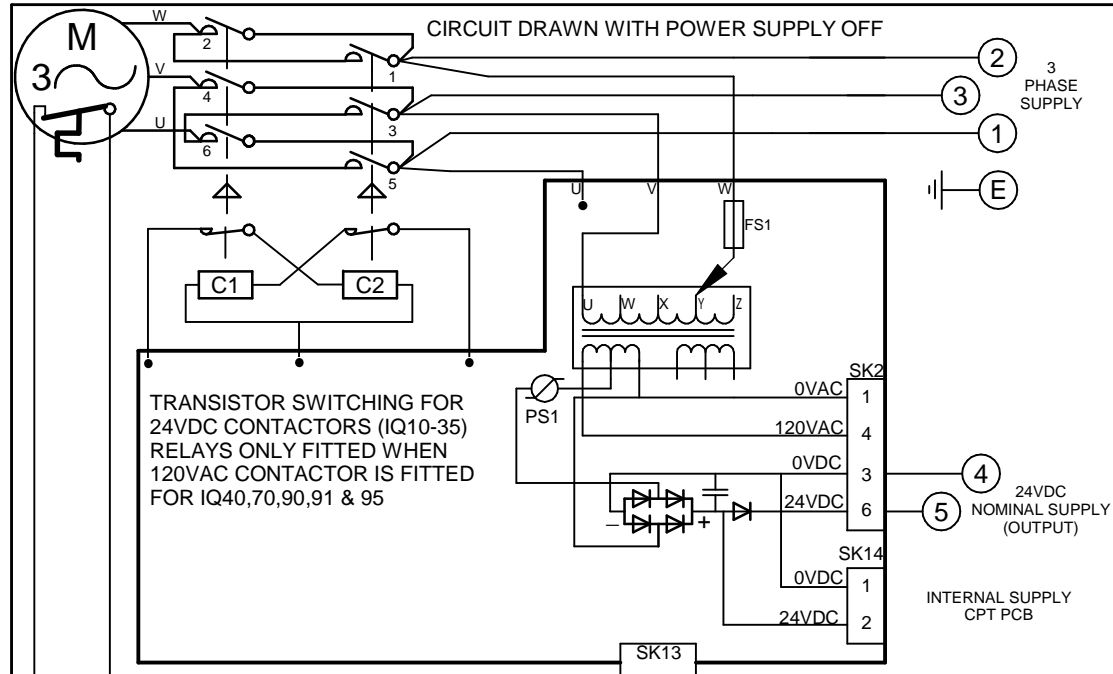 CIRCUIT DRAWN WITH POWER SUPPLY OFF
W
M
3
V
U
2
1
4
3
6
5
2
3
1
3
PHASE
SUPPLY
E
U
V
W
FS1
C1
C2
U
W
X
Y
Z
TRANSISTOR SWITCHING FOR
24VDC CONTACTORS (IQ10-35)
RELAYS ONLY FITTED WHEN
120VAC CONTACTOR IS FITTED
FOR IQ40,70,90,91 & 95
PS1
SK2
0VAC
1
120VAC
4
0VDC
3
4
24VDC
6
5
24VDC
NOMINAL SUPPLY
(OUTPUT)
–
+
SK14
0VDC
1
24VDC
2
INTERNAL SUPPLY
CPT PCB
SK13